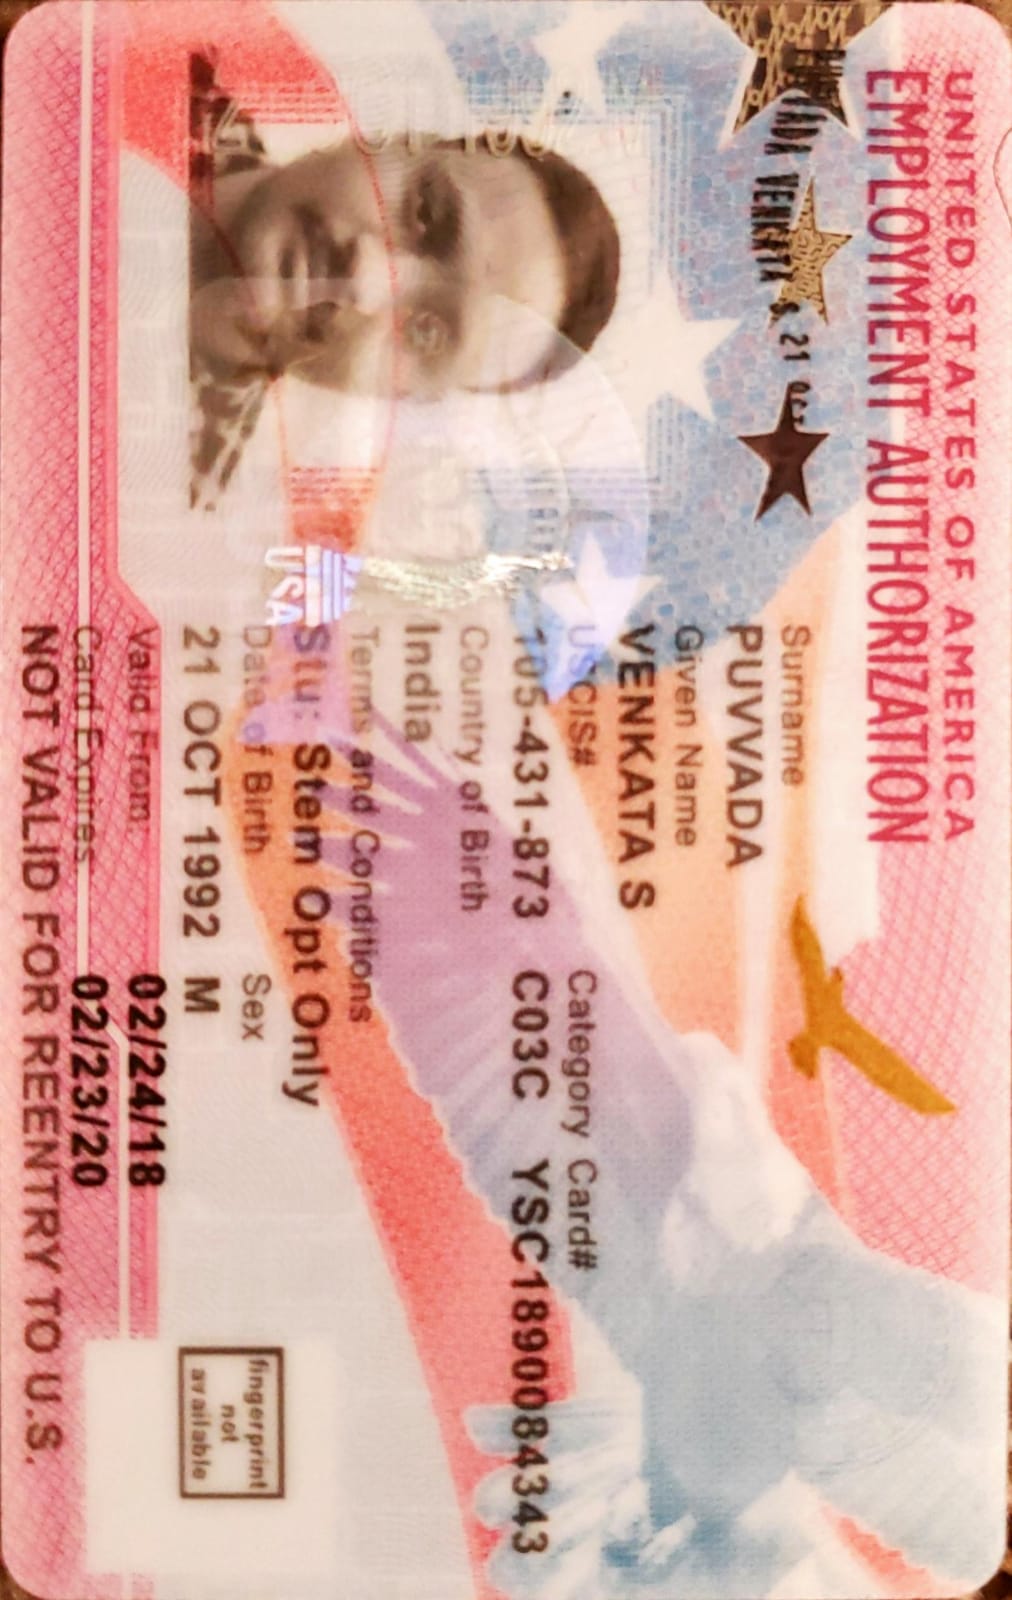 UNITED STATES OF AMERICA
EMPLOYMENT AUTHORIZATION
Surname
PUVVADA
Given Name
VENKATA S
USCIS# Category Card#
105-431-873 C03C YSC1890084343
Country of Birth
India
Terms and Conditions
Stu: Stem Opt Only
Date of Birth Sex
21 OCT 1992 M
Valid From: 02/24/18
Card Expires 02/23/20
NOT VALID FOR REENTRY TO U.S.
VENKATA S 21 OCT
USA
fingerprint
not
available